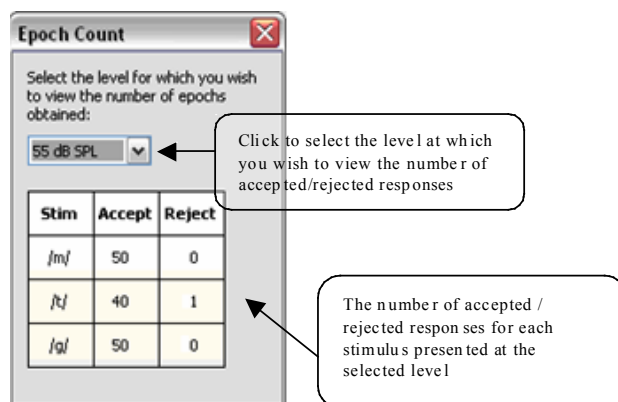 Epoch Count
Select the level for which you wish
to view the number of epochs
obtained:
55 dB SPL
Click to select the level at which
you wish to view the number of
accepted/rejected responses
Stim Accept Reject
/m/ 50 0
/t/ 40 1
/g/ 50 0
The number of accepted /
rejected responses for each
stimulus presented at the
selected level